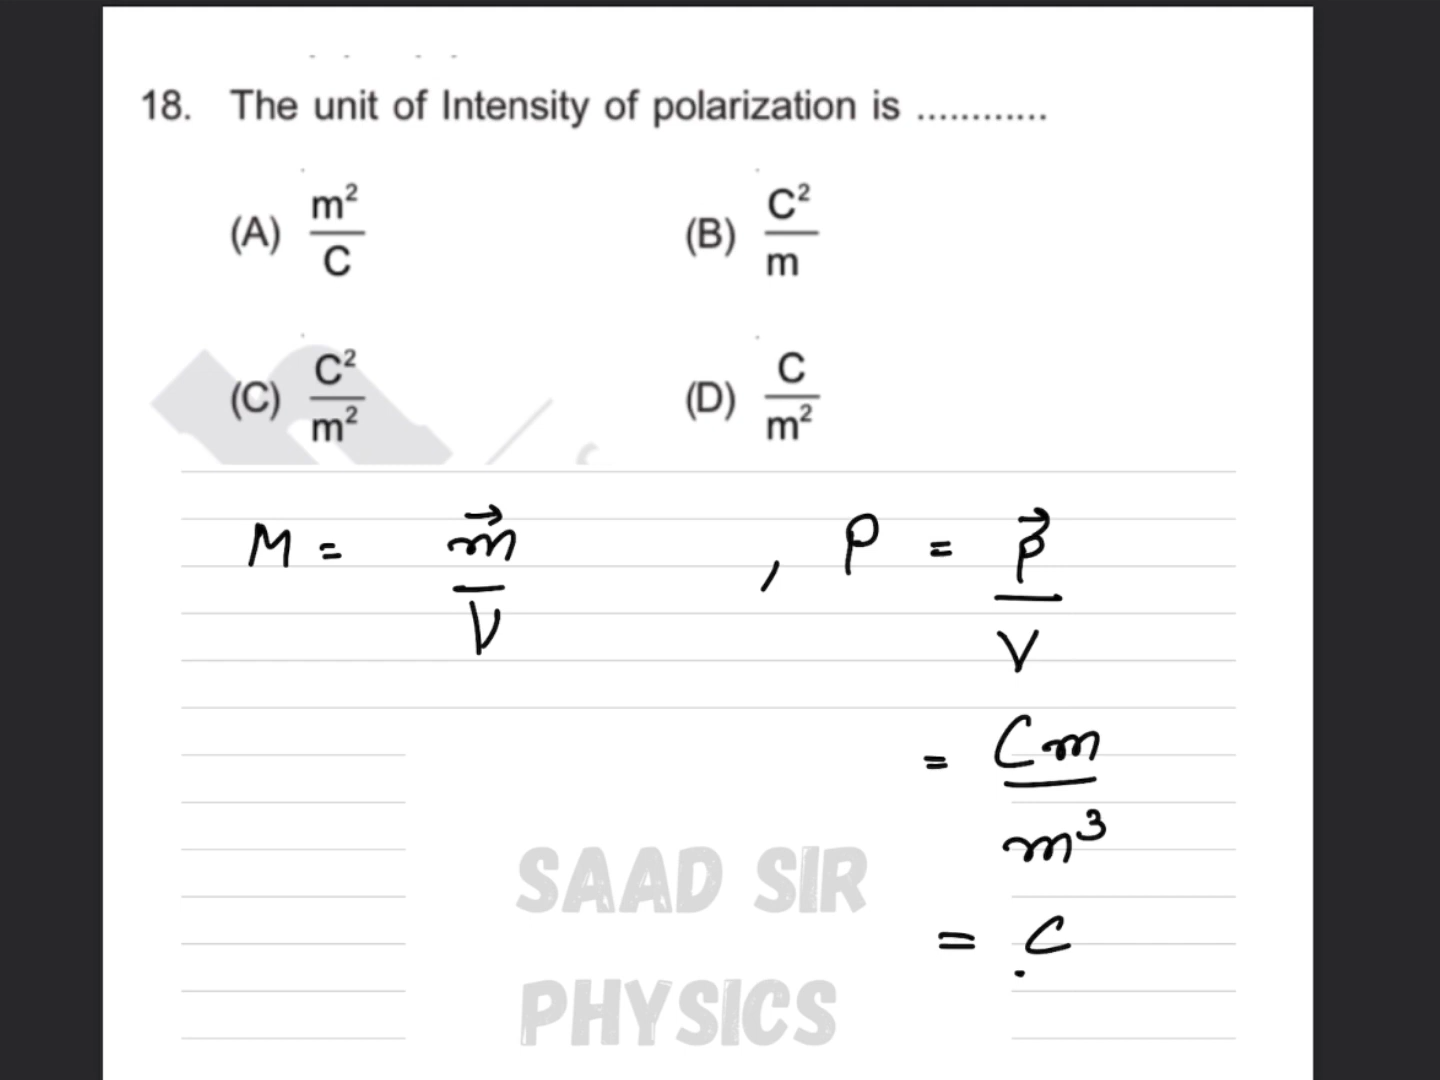 18. The unit of Intensity of polarization is ............
(A) m²/C (B) C²/m
(C) C²/m² (D) C/m²
M = m⃗/V , P = p⃗/V
= Cm/m³
= C
SAAD SIR
PHYSICS